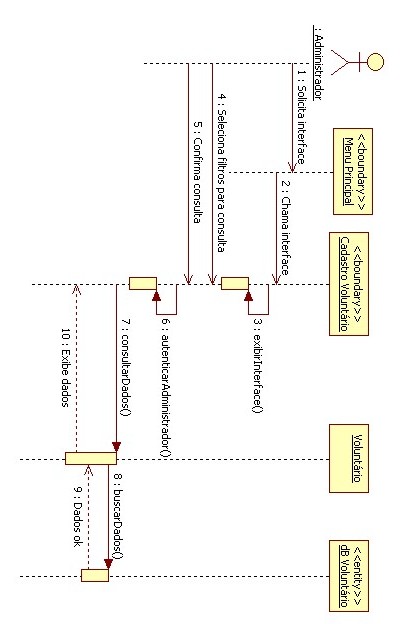 : Administrador
<<boundary>>
Menu Principal
<<boundary>>
Cadastro Voluntário
Voluntário
<<entity>>
dB Voluntário
1 : Solicita interface
2 : Chama interface
3 : exibirInterface()
4 : Seleciona filtros para consulta
5 : Confirma consulta
6 : autenticarAdministrador()
7 : consultarDados()
8 : buscarDados()
9 : Dados ok
10 : Exibe dados